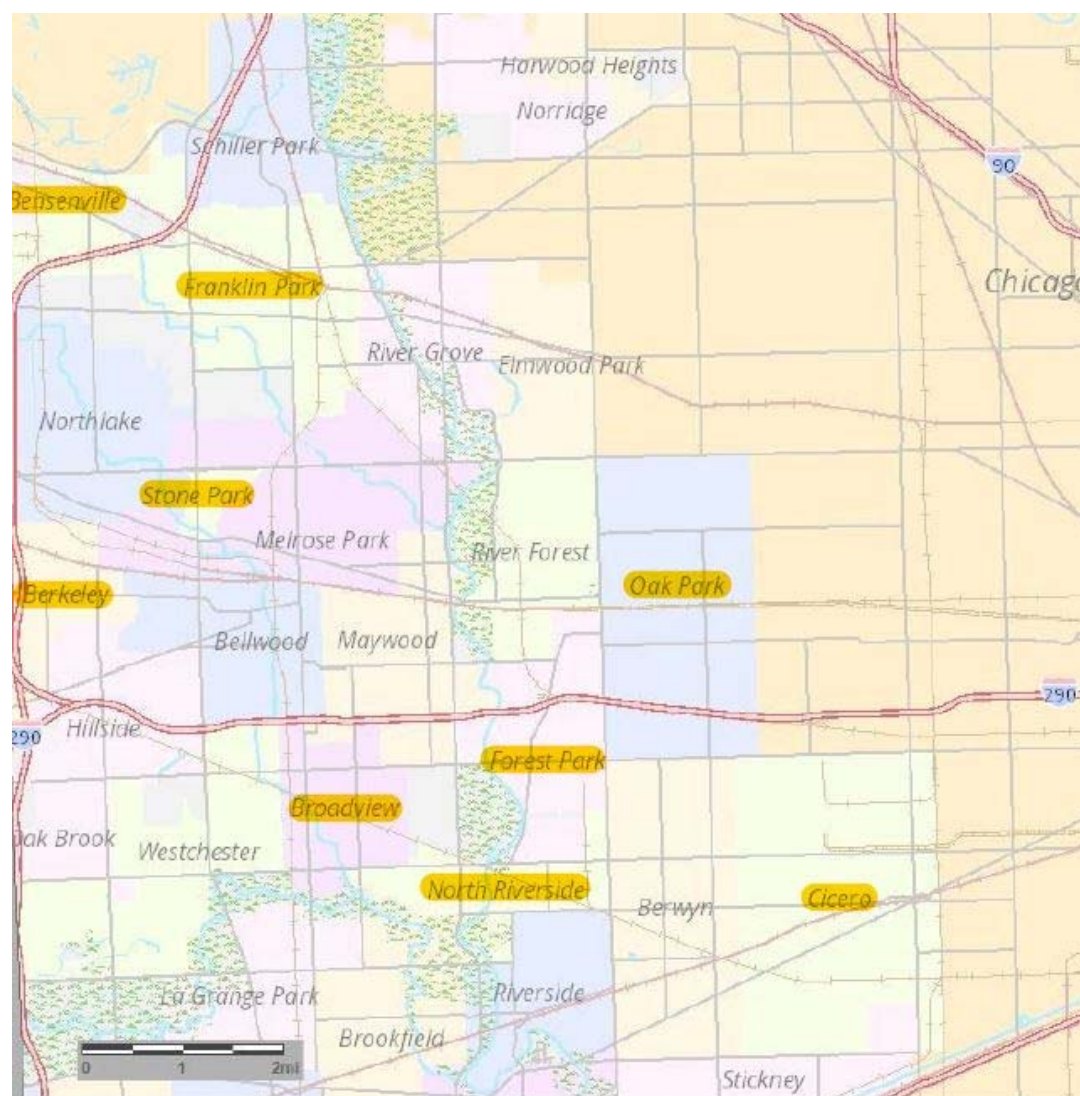 Harwood Heights
Norridge
Schiller Park
90
Bensenville
Chicago
Franklin Park
River Grove
Elmwood Park
Northlake
Stone Park
Melrose Park
River Forest
Oak Park
Berkeley
Bellwood
Maywood
290
Hillside
290
Forest Park
Broadview
Oak Brook
Westchester
North Riverside
Cicero
Berwyn
La Grange Park
Riverside
Brookfield
0 1 2mi
Stickney